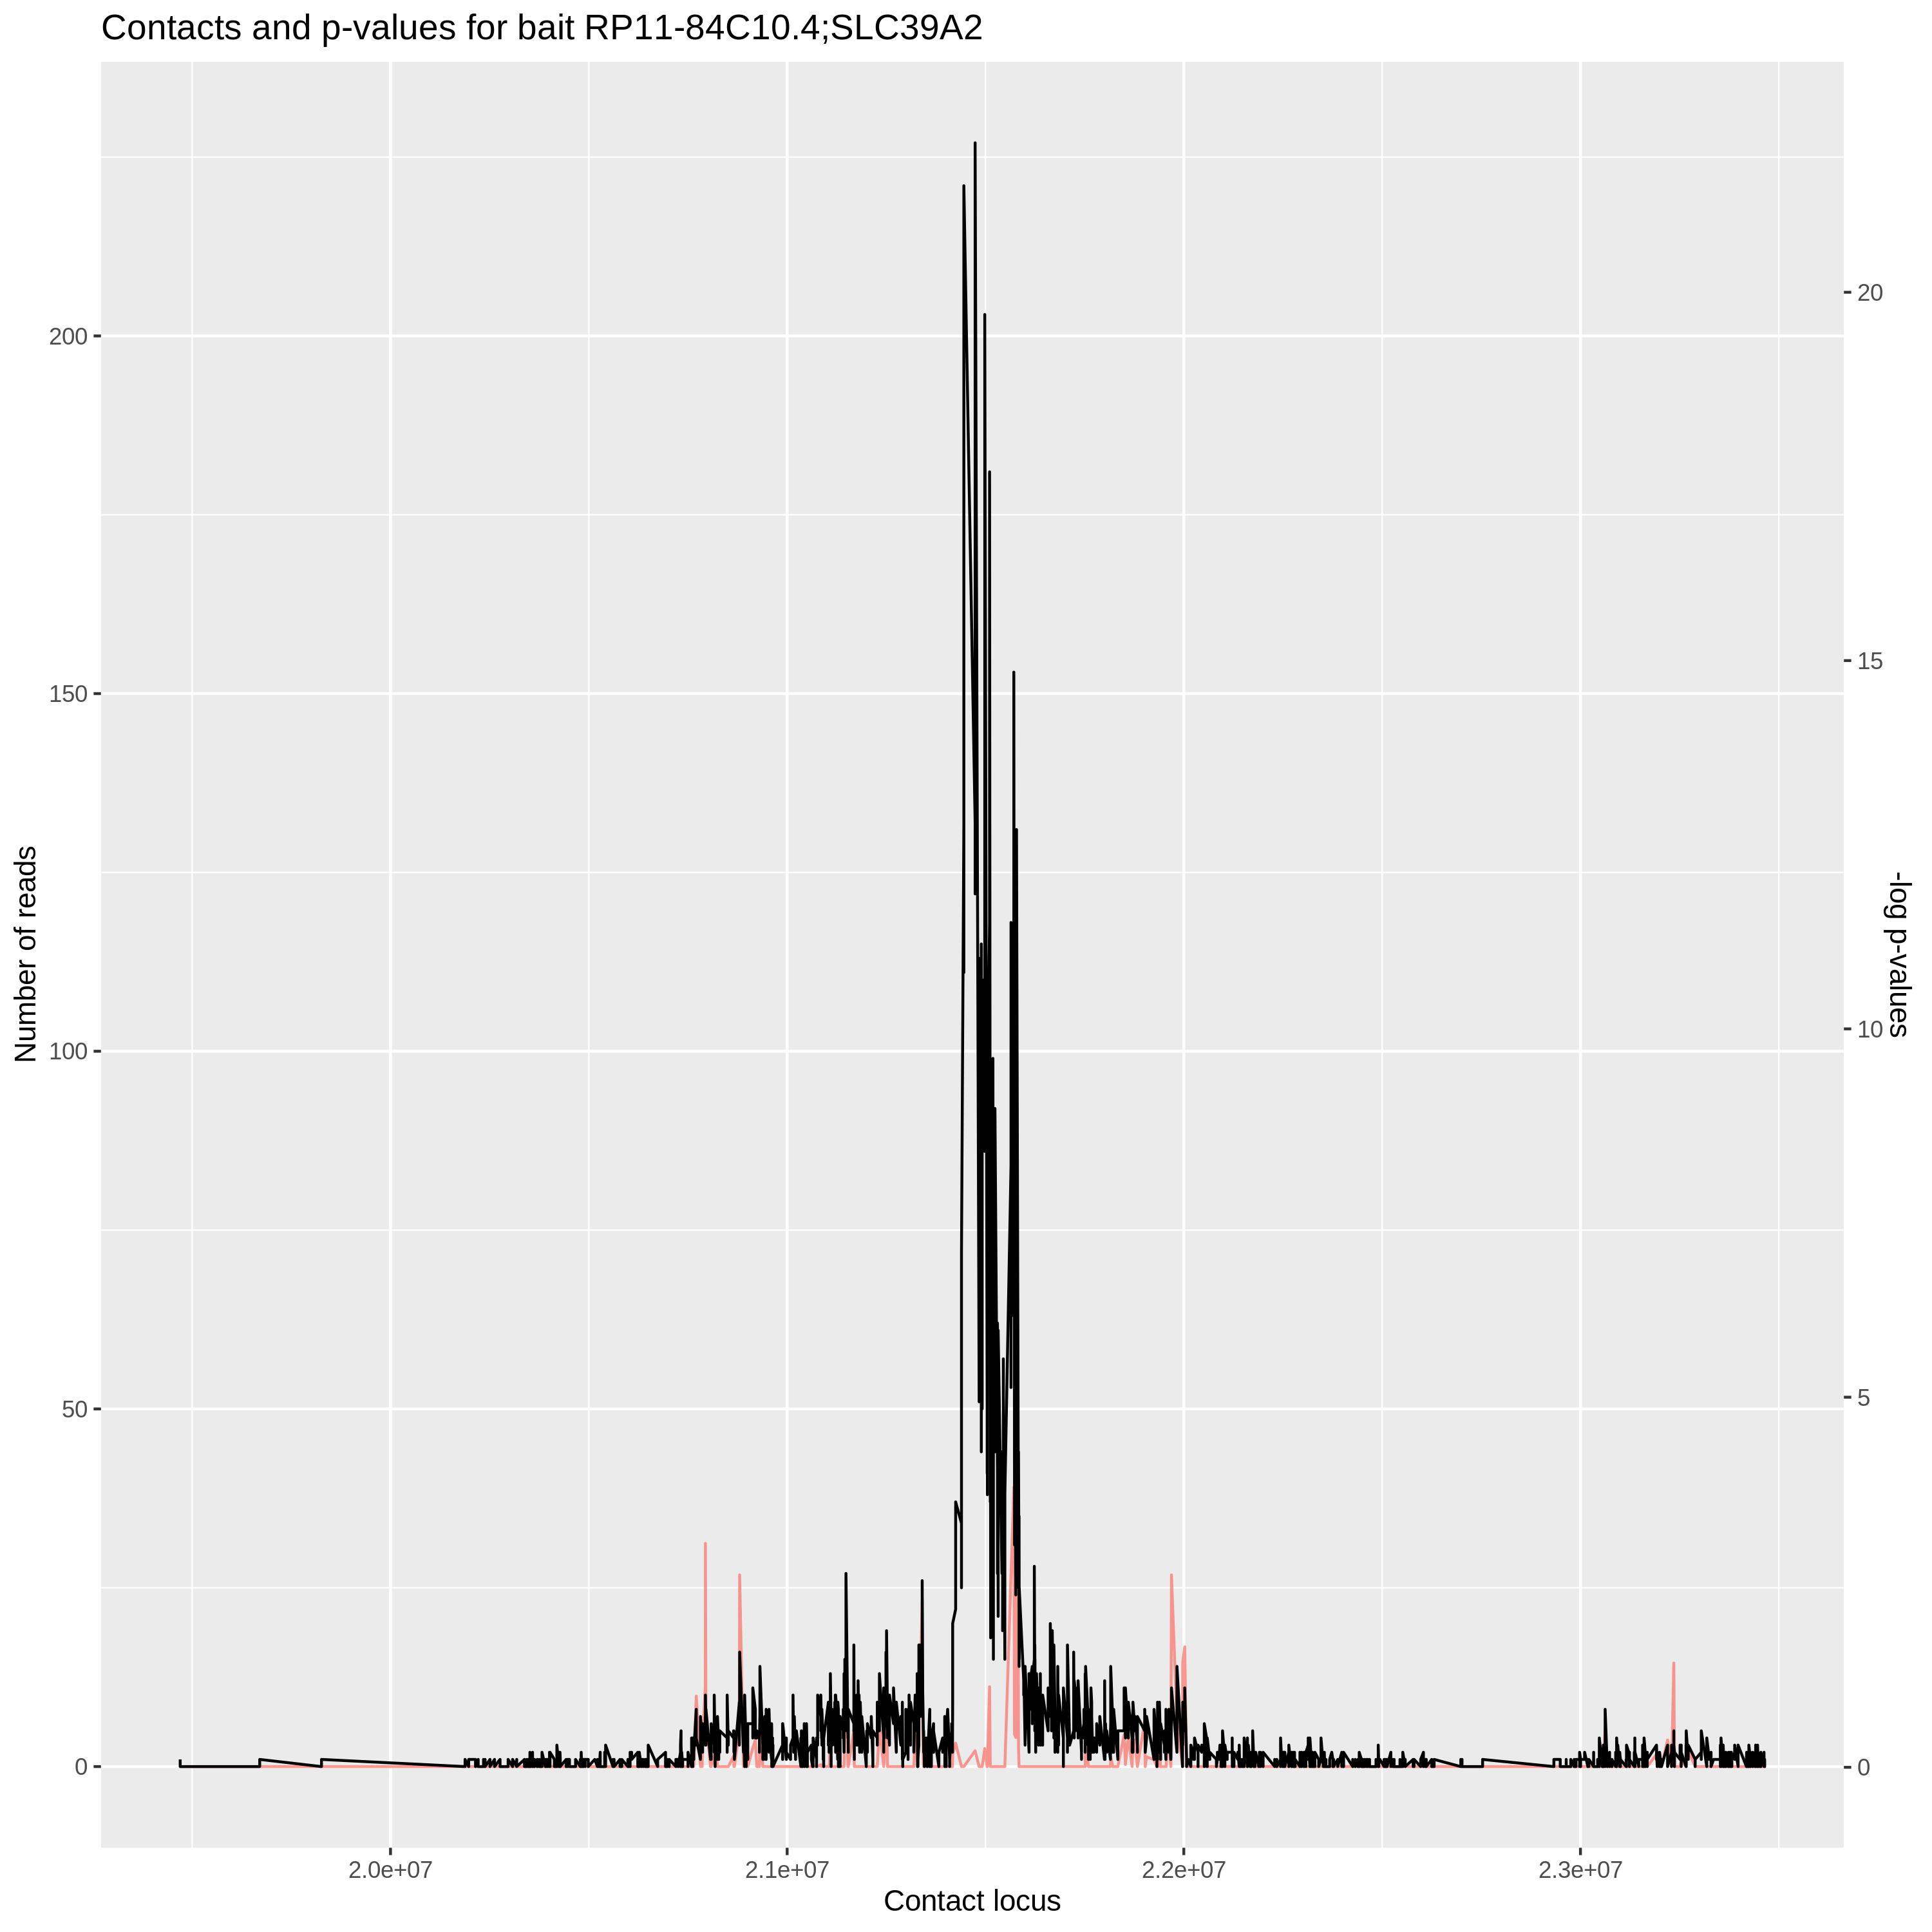 Contacts and p-values for bait RP11-84C10.4;SLC39A2
Number of reads
200
150
100
50
0
20
15
10
5
0
-log p-values
2.0e+07
2.1e+07
2.2e+07
2.3e+07
Contact locus